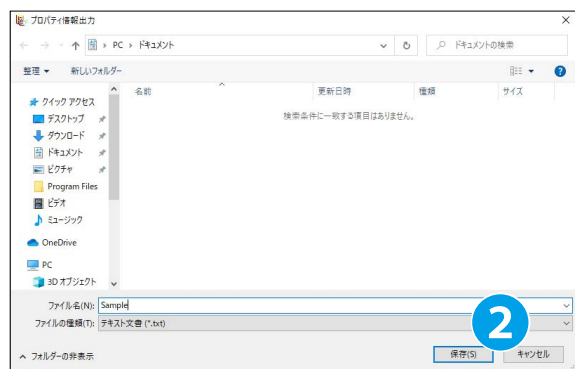 プロパティ情報出力
PC › ドキュメント
ドキュメントの検索
整理 新しいフォルダー
名前 更新日時 種類 サイズ
検索条件に一致する項目はありません。
クイック アクセス
デスクトップ
ダウンロード
ドキュメント
ピクチャ
Program Files
ビデオ
ミュージック
OneDrive
PC
3D オブジェクト
ファイル名(N): Sample
ファイルの種類(T): テキスト文書 (*.txt)
2
フォルダーの非表示
保存(S) キャンセル